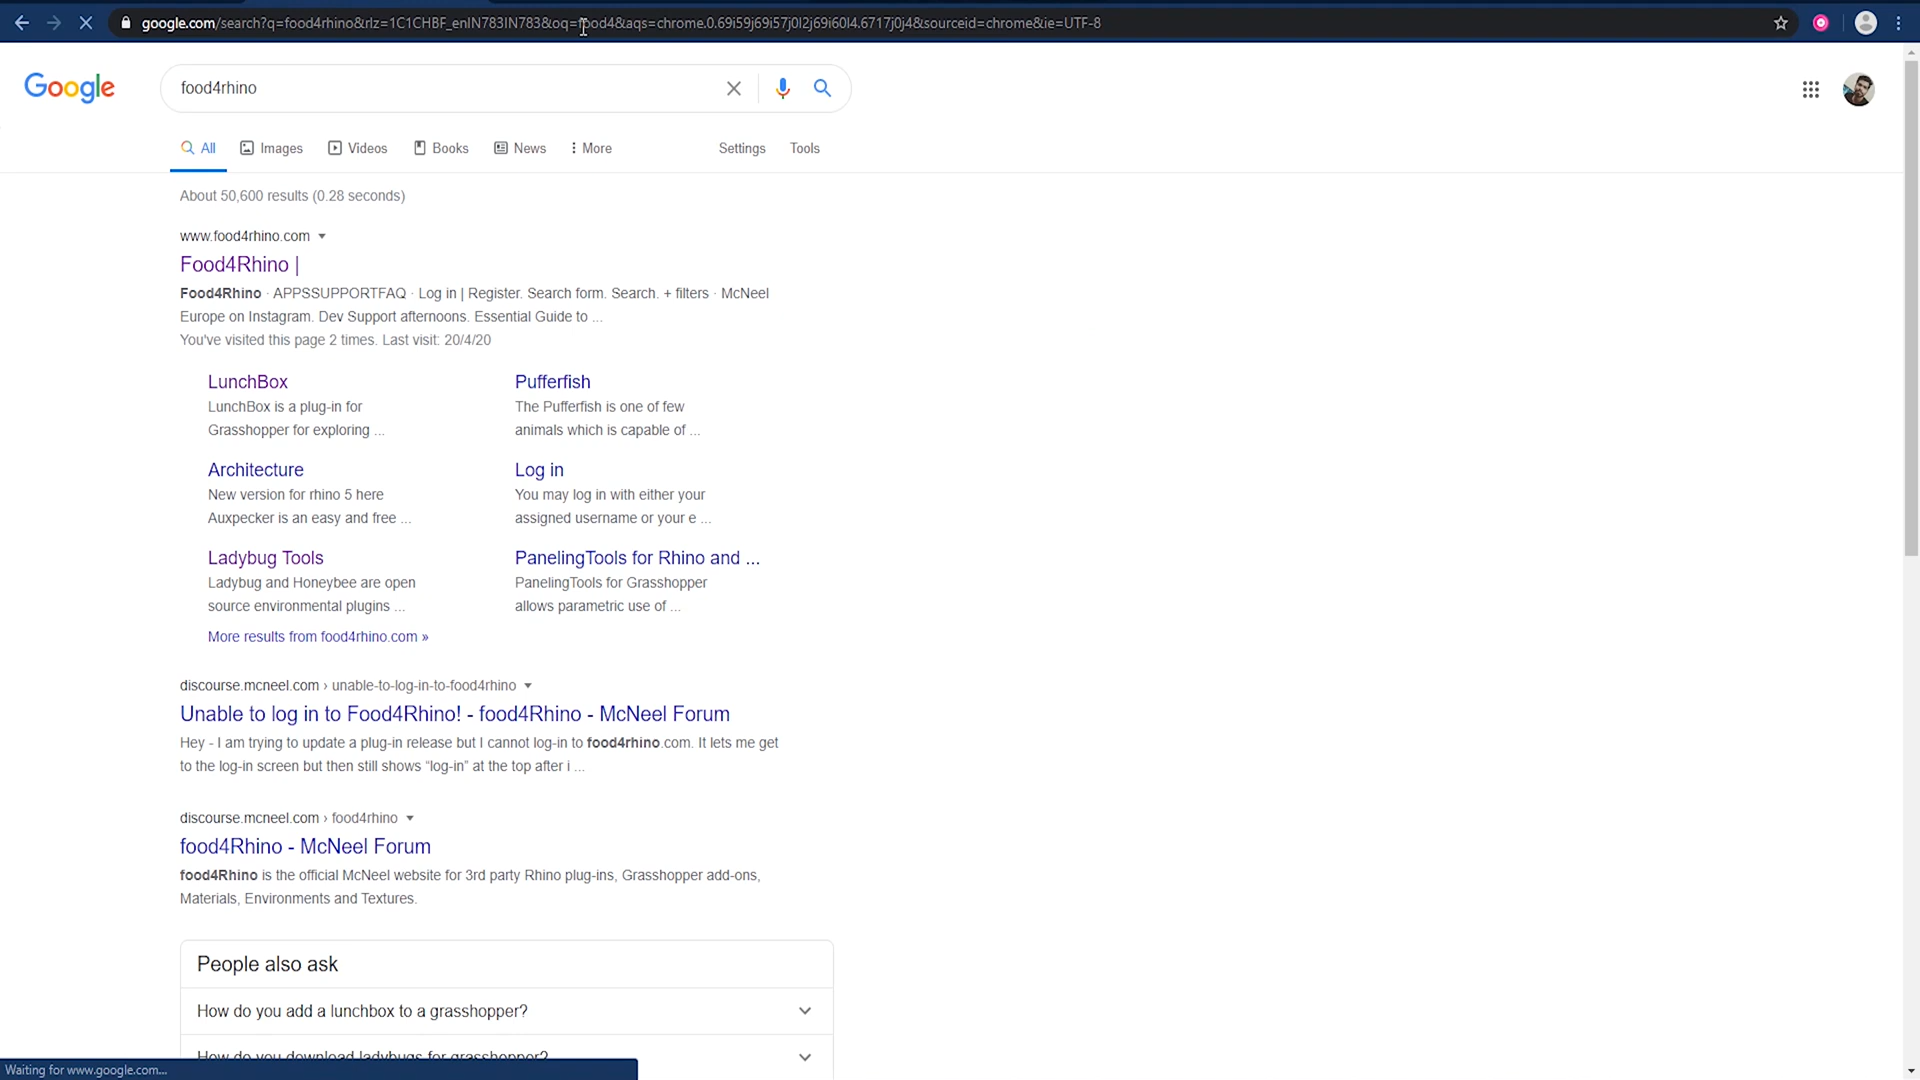 google.com/search?q=food4rhino&rlz=1C1CHBF_enIN783IN783&oq=food4&aqs=chrome.0.69i59j69i57j0l2j69i60l4.6717j0j4&sourceid=chrome&ie=UTF-8
Google
food4rhino
All Images Videos Books News More Settings Tools
About 50,600 results (0.28 seconds)
www.food4rhino.com
Food4Rhino |
Food4Rhino · APPSSUPPORTFAQ · Log in | Register. Search form. Search. + filters · McNeel
Europe on Instagram. Dev Support afternoons. Essential Guide to ...
You've visited this page 2 times. Last visit: 20/4/20
LunchBox
LunchBox is a plug-in for
Grasshopper for exploring ...
Pufferfish
The Pufferfish is one of few
animals which is capable of ...
Architecture
New version for rhino 5 here
Auxpecker is an easy and free ...
Log in
You may log in with either your
assigned username or your e ...
Ladybug Tools
Ladybug and Honeybee are open
source environmental plugins ...
PanelingTools for Rhino and ...
PanelingTools for Grasshopper
allows parametric use of ...
More results from food4rhino.com »
discourse.mcneel.com › unable-to-log-in-to-food4rhino
Unable to log in to Food4Rhino! - food4Rhino - McNeel Forum
Hey - I am trying to update a plug-in release but I cannot log-in to food4rhino.com. It lets me get
to the log-in screen but then still shows “log-in” at the top after i ...
discourse.mcneel.com › food4rhino
food4Rhino - McNeel Forum
food4Rhino is the official McNeel website for 3rd party Rhino plug-ins, Grasshopper add-ons,
Materials, Environments and Textures.
People also ask
How do you add a lunchbox to a grasshopper?
How do you download ladybugs for grasshopper?
Waiting for www.google.com...